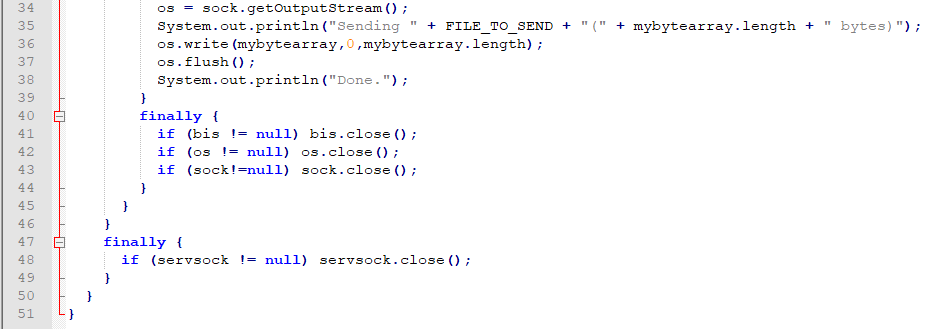 34 os = sock.getOutputStream();
35 System.out.println("Sending " + FILE_TO_SEND + "(" + mybytearray.length + " bytes)");
36 os.write(mybytearray,0,mybytearray.length);
37 os.flush();
38 System.out.println("Done.");
39 }
40 finally {
41 if (bis != null) bis.close();
42 if (os != null) os.close();
43 if (sock!=null) sock.close();
44 }
45 }
46 }
47 finally {
48 if (servsock != null) servsock.close();
49 }
50 }
51 }